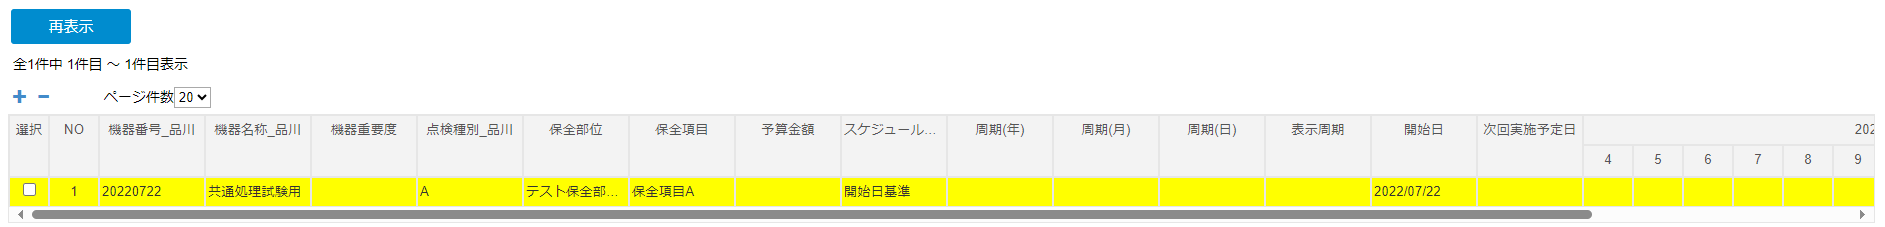 再表示
全1件中 1件目 ～ 1件目表示
ページ件数 20
選択 NO 機器番号_品川 機器名称_品川 機器重要度 点検種別_品川 保全部位 保全項目 予算金額 スケジュール... 周期(年) 周期(月) 周期(日) 表示周期 開始日 次回実施予定日 202
4 5 6 7 8 9
1 20220722 共通処理試験用 A テスト保全部... 保全項目A 開始日基準 2022/07/22